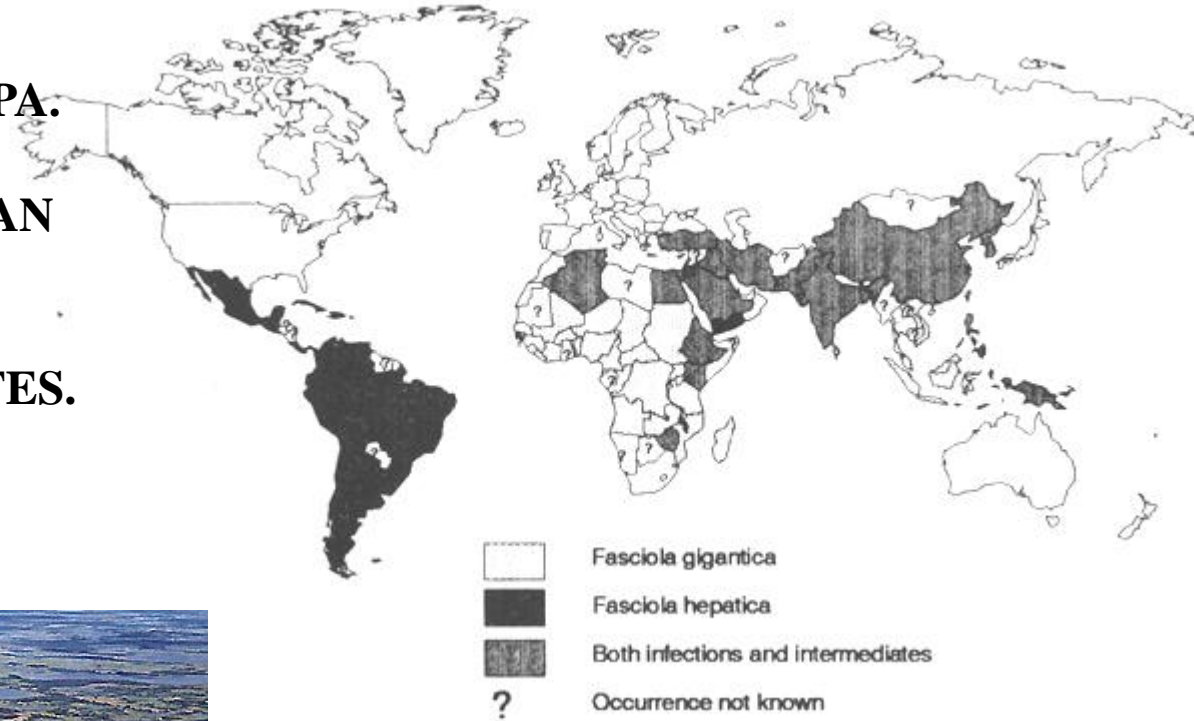 PA.
AN
TES.
Fasciola gigantica
Fasciola hepatica
Both infections and intermediates
? Occurrence not known